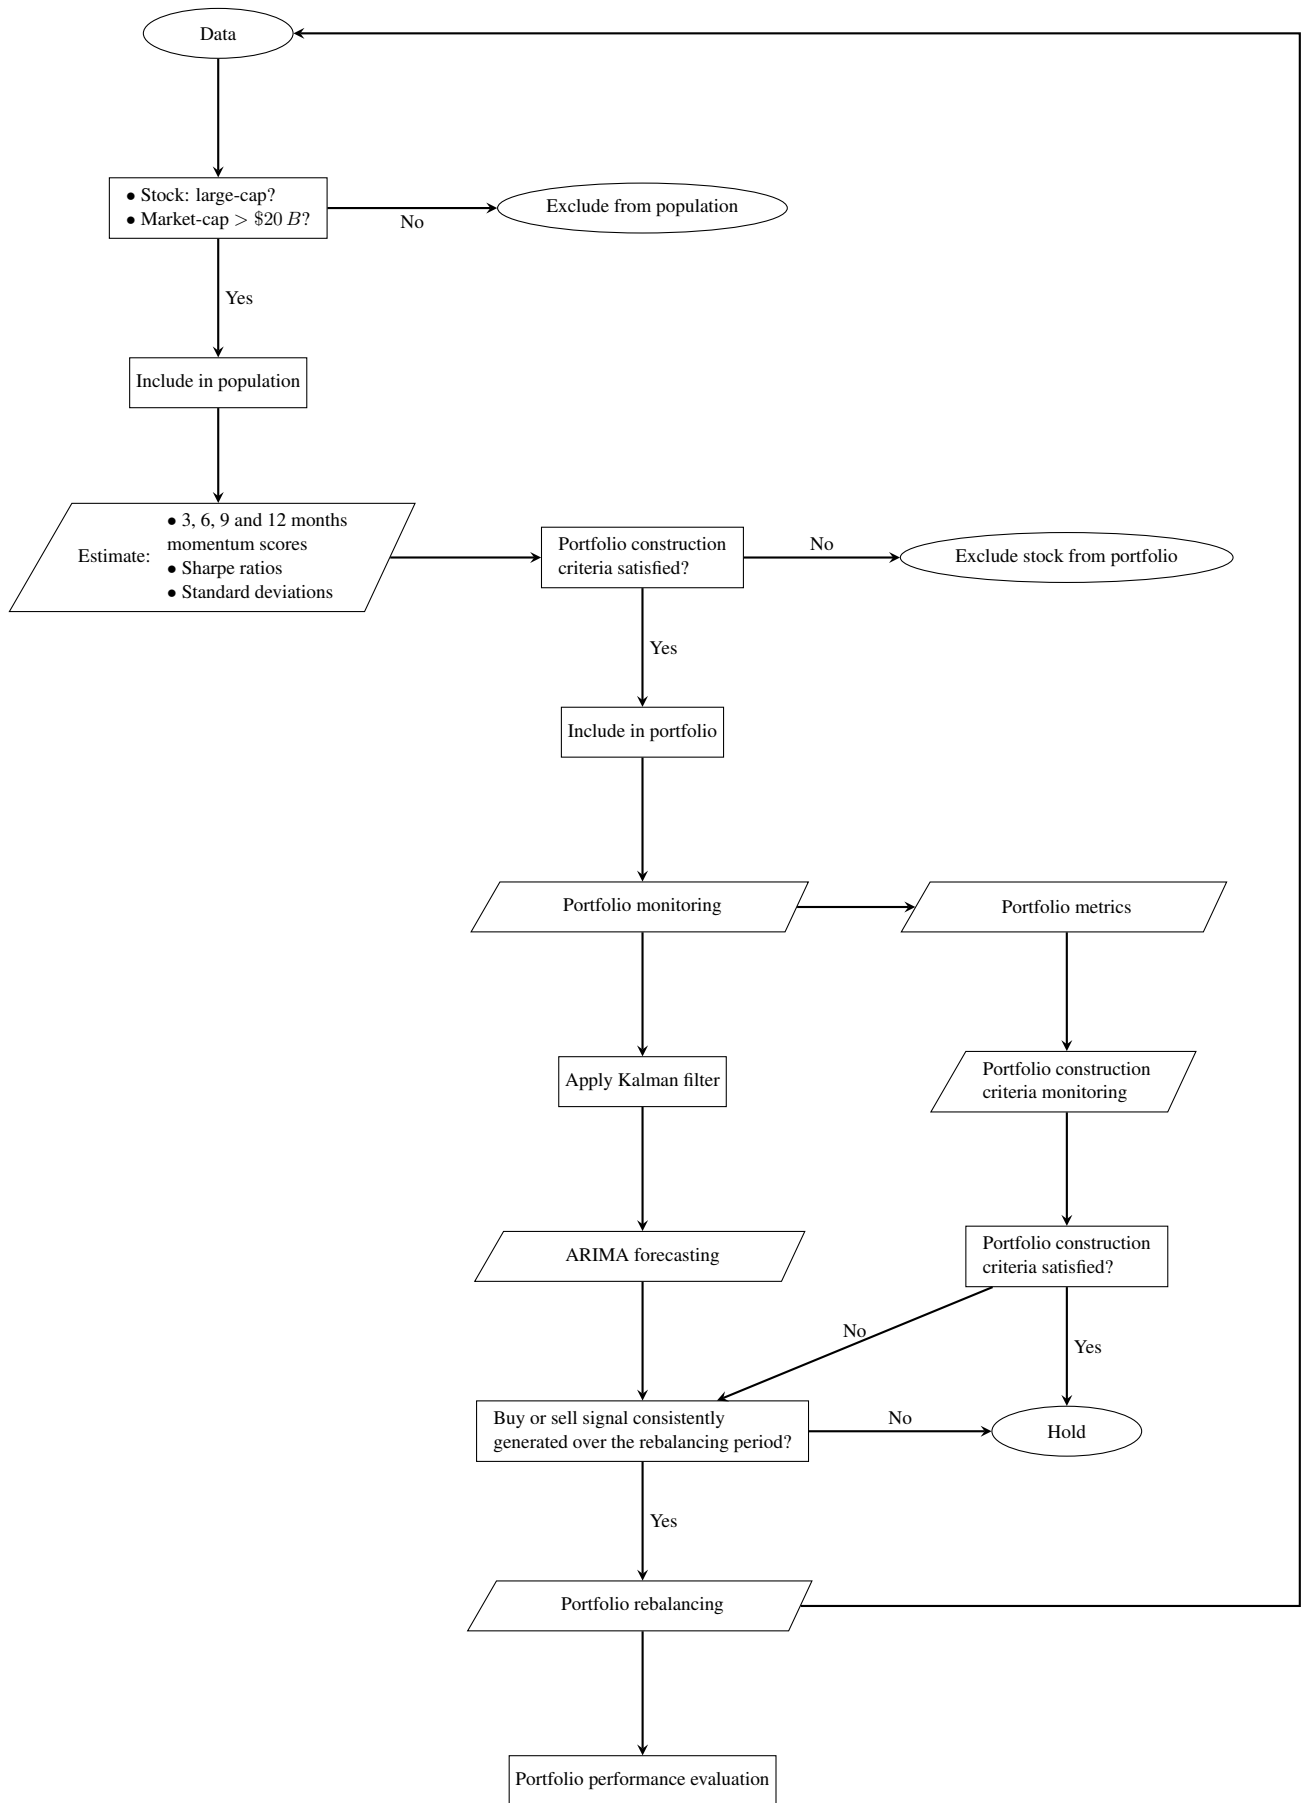 Data
• Stock: large-cap?
• Market-cap > $20 B?
No
Exclude from population
Yes
Include in population
Estimate:
• 3, 6, 9 and 12 months
momentum scores
• Sharpe ratios
• Standard deviations
Portfolio construction
criteria satisfied?
No
Exclude stock from portfolio
Yes
Include in portfolio
Portfolio monitoring
Portfolio metrics
Apply Kalman filter
Portfolio construction
criteria monitoring
ARIMA forecasting
Portfolio construction
criteria satisfied?
No
Yes
Buy or sell signal consistently
generated over the rebalancing period?
No
Hold
Yes
Portfolio rebalancing
Portfolio performance evaluation